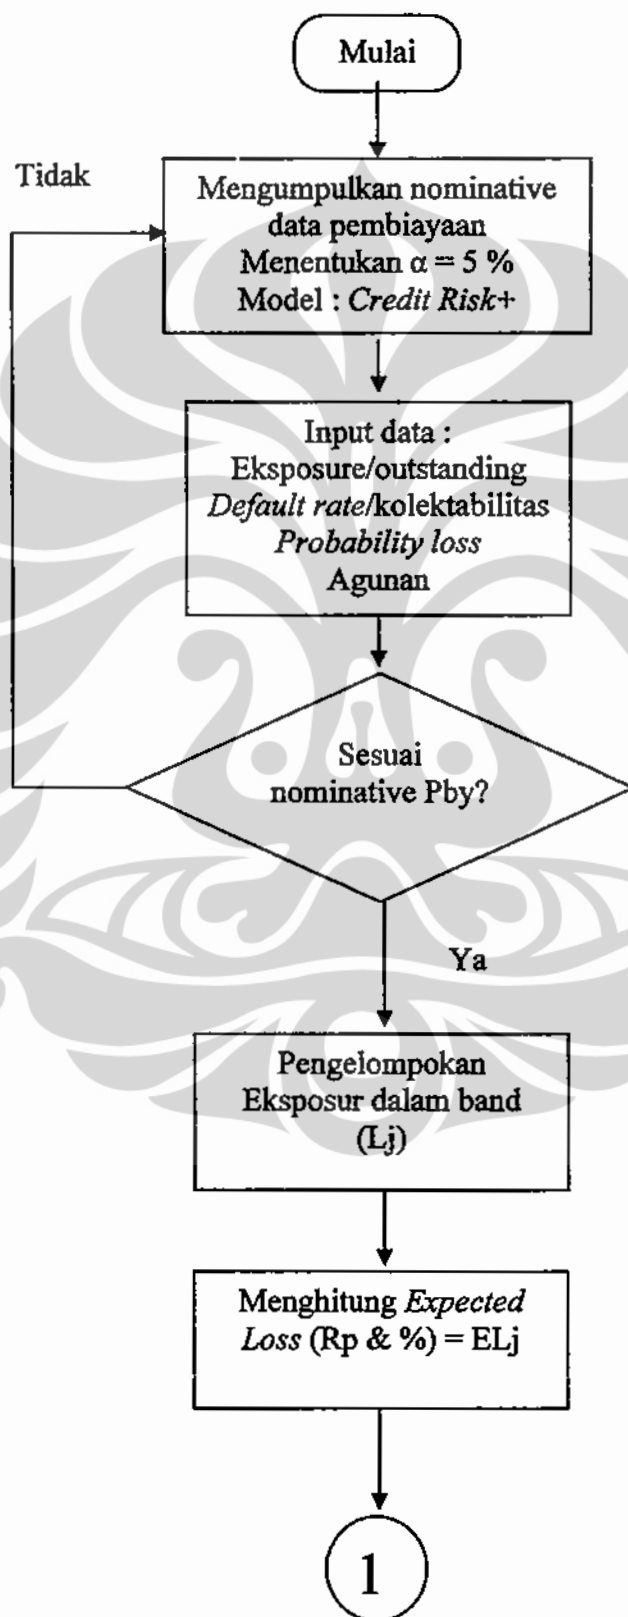 Mulai
Tidak
Mengumpulkan nominative
data pembiayaan
Menentukan α = 5 %
Model : Credit Risk+
Input data :
Eksposure/outstanding
Default rate/kolektabilitas
Probability loss
Agunan
Sesuai
nominative Pby?
Ya
Pengelompokan
Eksposur dalam band
(Lj)
Menghitung Expected
Loss (Rp & %) = ELj
1